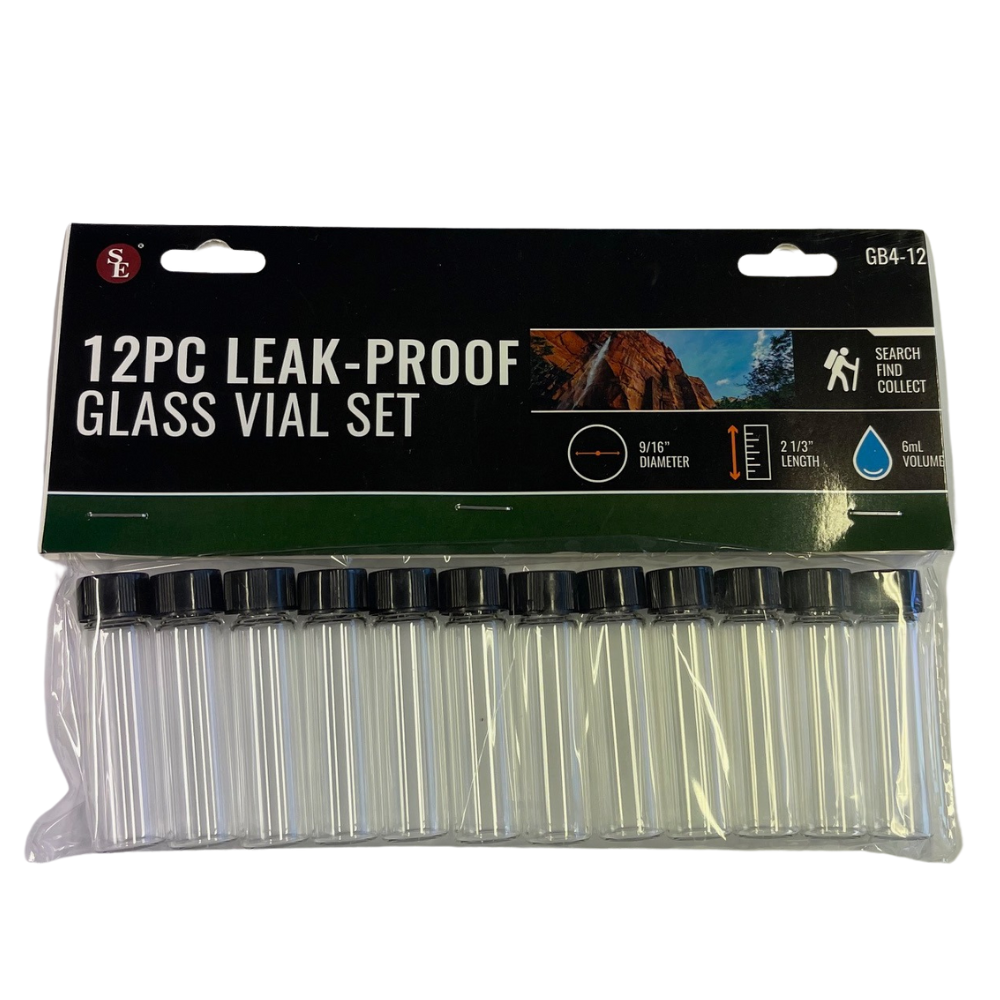 SE
GB4-12
12PC LEAK-PROOF
GLASS VIAL SET
SEARCH
FIND
COLLECT
9/16"
DIAMETER
2 1/3"
LENGTH
6mL
VOLUME